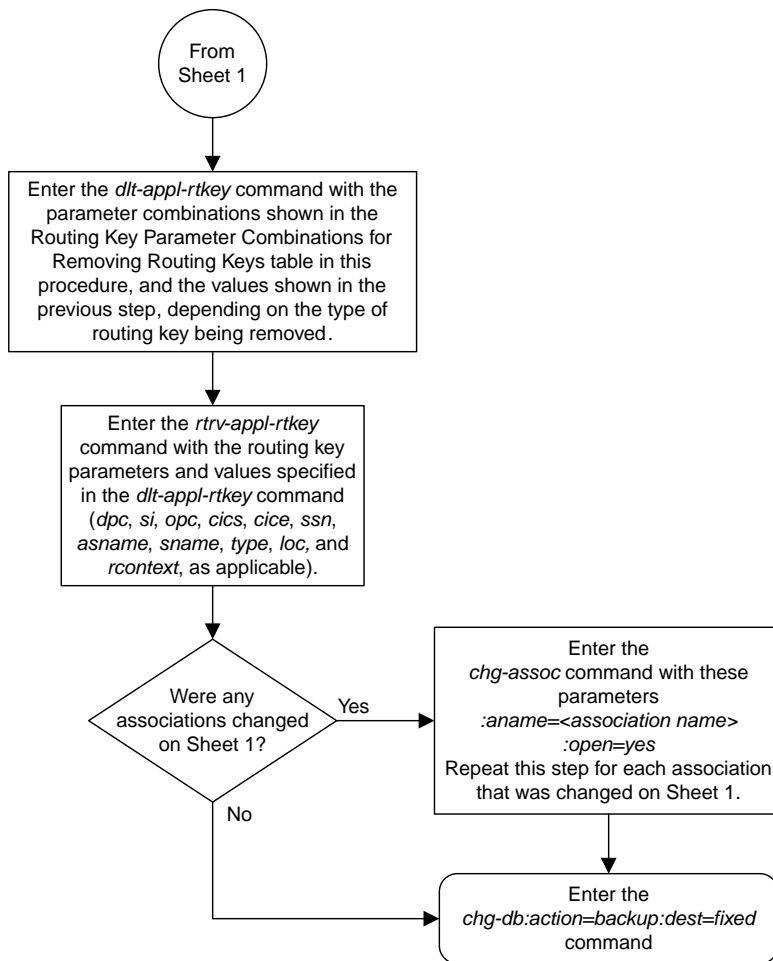 From
Sheet 1
Enter the dlt-appl-rtkey command with the
parameter combinations shown in the
Routing Key Parameter Combinations for
Removing Routing Keys table in this
procedure, and the values shown in the
previous step, depending on the type of
routing key being removed.
Enter the rtrv-appl-rtkey
command with the routing key
parameters and values specified
in the dlt-appl-rtkey command
(dpc, si, opc, cics, cice, ssn,
asname, sname, type, loc, and
rcontext, as applicable).
Were any
associations changed
on Sheet 1?
Yes
No
Enter the
chg-assoc command with these
parameters
:aname=<association name>
:open=yes
Repeat this step for each association
that was changed on Sheet 1.
Enter the
chg-db:action=backup:dest=fixed
command